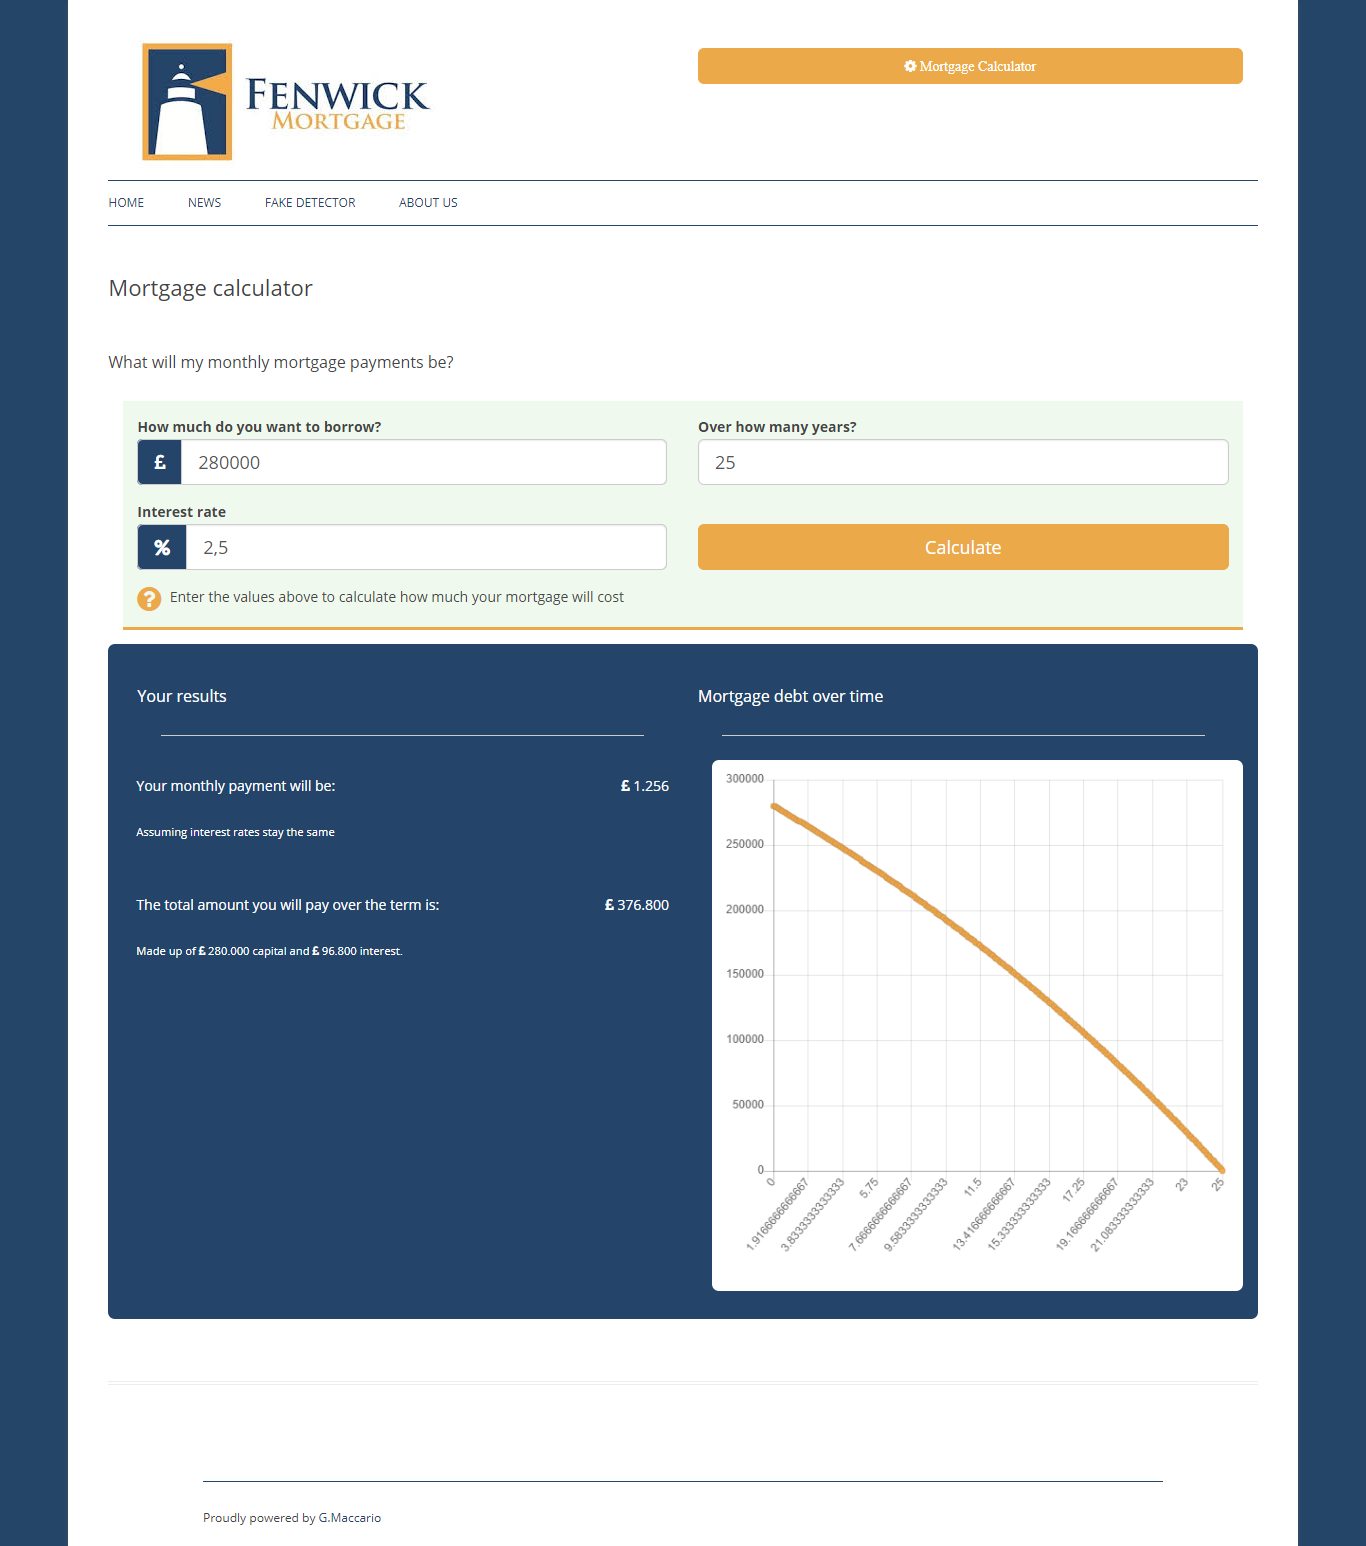 FENWICK
MORTGAGE
Mortgage Calculator
HOME NEWS FAKE DETECTOR ABOUT US
Mortgage calculator
What will my monthly mortgage payments be?
How much do you want to borrow?
£ 280000
Over how many years?
25
Interest rate
% 2,5
Calculate
? Enter the values above to calculate how much your mortgage will cost
Your results
Your monthly payment will be: £ 1.256
Assuming interest rates stay the same
The total amount you will pay over the term is: £ 376.800
Made up of £ 280.000 capital and £ 96.800 interest.
Mortgage debt over time
300000
250000
200000
150000
100000
50000
0
0
1.9166666666667
3.8333333333333
5.75
7.6666666666667
9.5833333333333
11.5
13.416666666667
15.333333333333
17.25
19.166666666667
21.083333333333
23
25
Proudly powered by G.Maccario